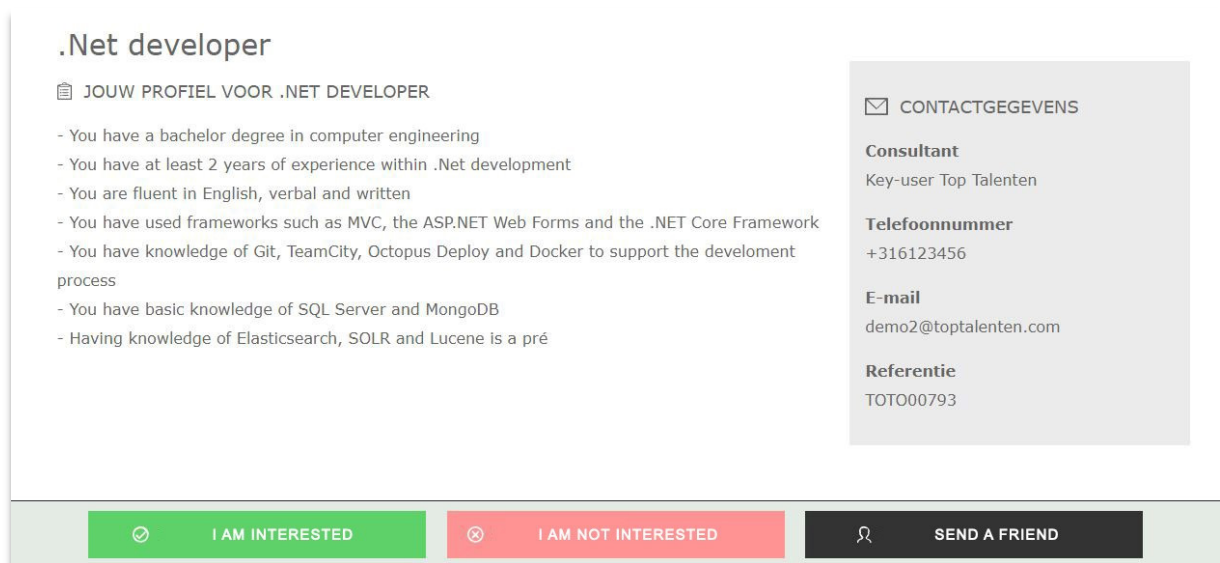 .Net developer
JOUW PROFIEL VOOR .NET DEVELOPER
- You have a bachelor degree in computer engineering
- You have at least 2 years of experience within .Net development
- You are fluent in English, verbal and written
- You have used frameworks such as MVC, the ASP.NET Web Forms and the .NET Core Framework
- You have knowledge of Git, TeamCity, Octopus Deploy and Docker to support the develoment
process
- You have basic knowledge of SQL Server and MongoDB
- Having knowledge of Elasticsearch, SOLR and Lucene is a pré
CONTACTGEGEVENS
Consultant
Key-user Top Talenten
Telefoonnummer
+316123456
E-mail
demo2@toptalenten.com
Referentie
TOTO00793
I AM INTERESTED
I AM NOT INTERESTED
SEND A FRIEND